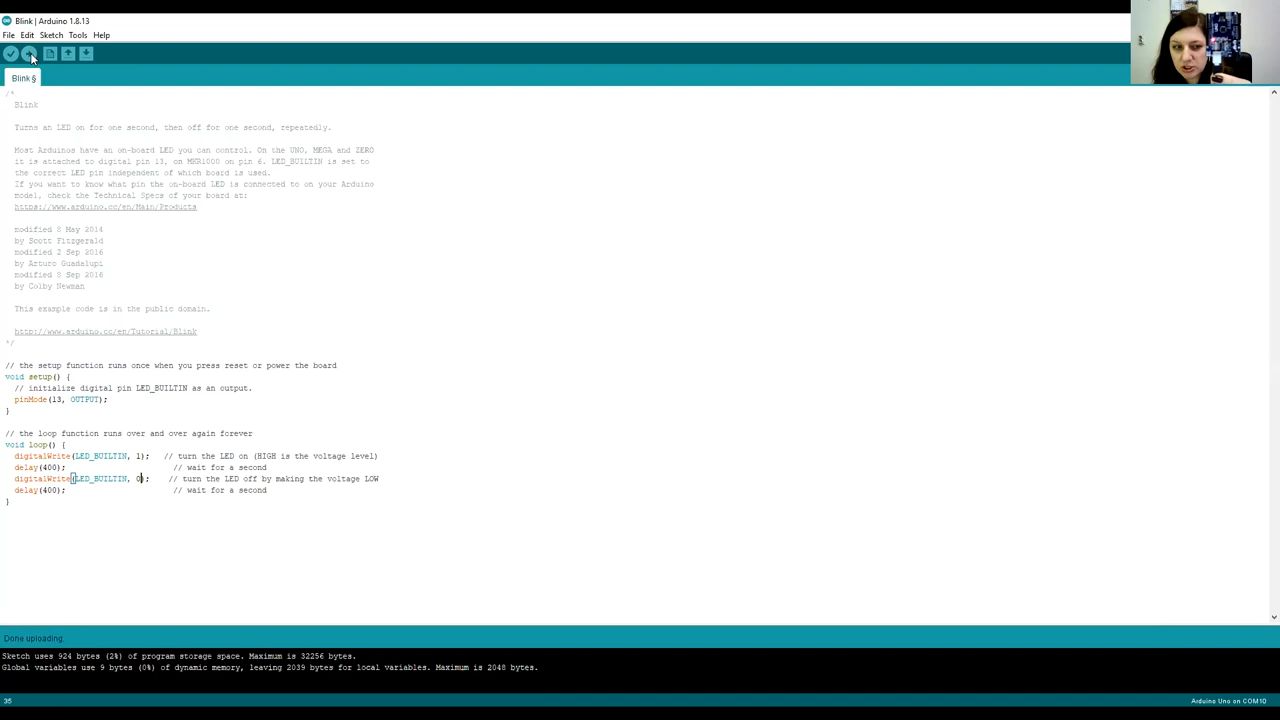 Blink | Arduino 1.8.13
File Edit Sketch Tools Help
Blink §
/*
Blink
Turns an LED on for one second, then off for one second, repeatedly.
Most Arduinos have an on-board LED you can control. On the UNO, MEGA and ZERO
it is attached to digital pin 13, on MKR1000 on pin 6. LED_BUILTIN is set to
the correct LED pin independent of which board is used.
If you want to know what pin the on-board LED is connected to on your Arduino
model, check the Technical Specs of your board at:
https://www.arduino.cc/en/Main/Products
modified 8 May 2014
by Scott Fitzgerald
modified 2 Sep 2016
by Arturo Guadalupi
modified 8 Sep 2016
by Colby Newman
This example code is in the public domain.
http://www.arduino.cc/en/Tutorial/Blink
*/
// the setup function runs once when you press reset or power the board
void setup() {
// initialize digital pin LED_BUILTIN as an output.
pinMode(13, OUTPUT);
}
// the loop function runs over and over again forever
void loop() {
digitalWrite(LED_BUILTIN, 1); // turn the LED on (HIGH is the voltage level)
delay(400); // wait for a second
digitalWrite(LED_BUILTIN, 0); // turn the LED off by making the voltage LOW
delay(400); // wait for a second
}
Done uploading.
Sketch uses 924 bytes (2%) of program storage space. Maximum is 32256 bytes.
Global variables use 9 bytes (0%) of dynamic memory, leaving 2039 bytes for local variables. Maximum is 2048 bytes.
35 Arduino Uno on COM10